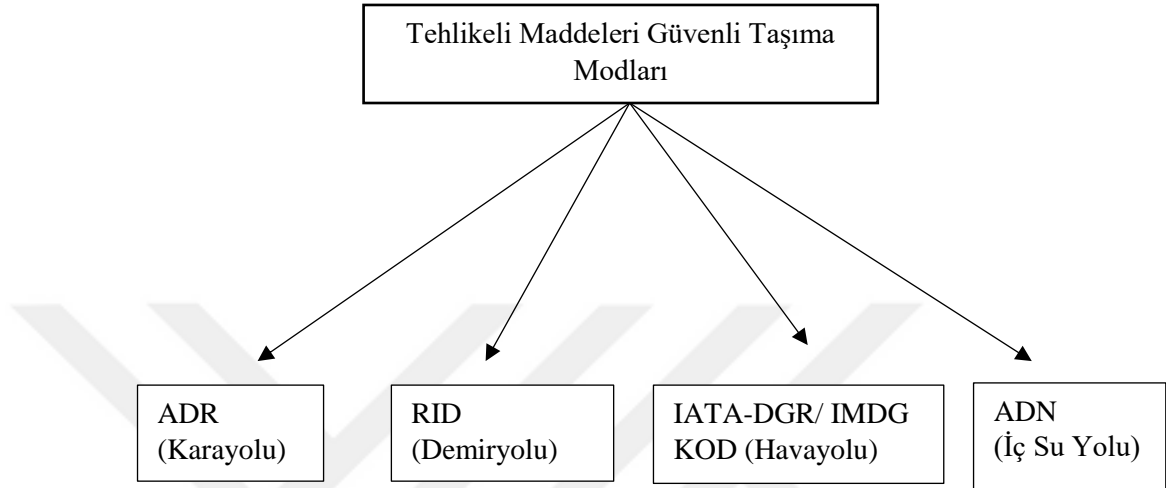 Tehlikeli Maddeleri Güvenli Taşıma
Modları
ADR
(Karayolu)
RID
(Demiryolu)
IATA-DGR/ IMDG
KOD (Havayolu)
ADN
(İç Su Yolu)